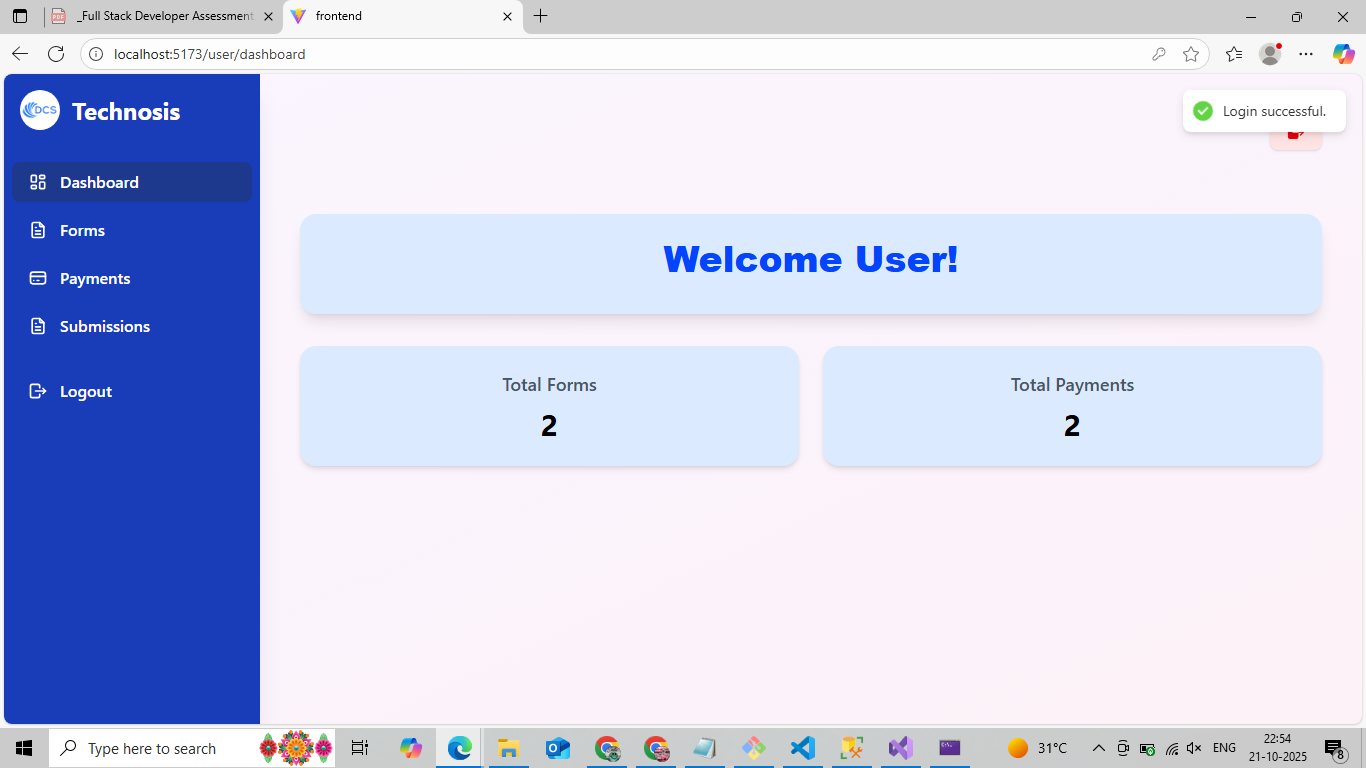 _Full Stack Developer Assessment
frontend
localhost:5173/user/dashboard
DCS
Technosis
Login successful.
Dashboard
Forms
Payments
Submissions
Logout
Welcome User!
Total Forms
2
Total Payments
2
Type here to search
31°C
ENG
22:54
21-10-2025
8